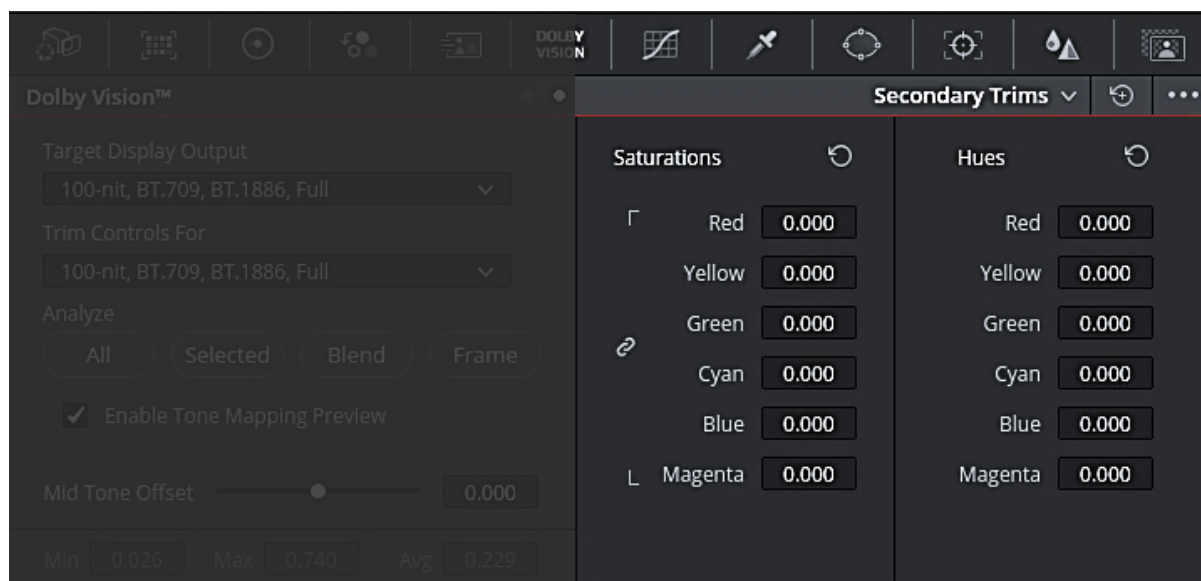 DOLBY
VISION
Dolby Vision™
Secondary Trims
Target Display Output
100-nit, BT.709, BT.1886, Full
Trim Controls For
100-nit, BT.709, BT.1886, Full
Analyze
All Selected Blend Frame
Enable Tone Mapping Preview
Mid Tone Offset 0.000
Min 0.026 Max 0.740 Avg 0.229
Saturations
Red 0.000
Yellow 0.000
Green 0.000
Cyan 0.000
Blue 0.000
Magenta 0.000
Hues
Red 0.000
Yellow 0.000
Green 0.000
Cyan 0.000
Blue 0.000
Magenta 0.000